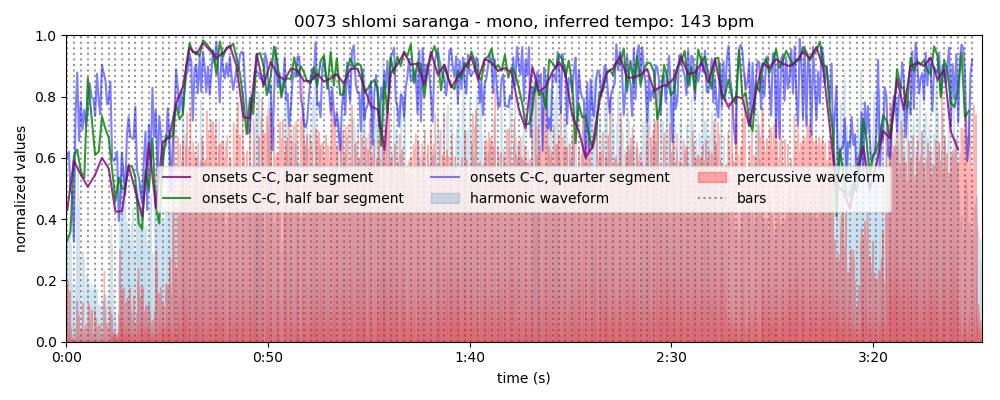 0073 shlomi saranga - mono, inferred tempo: 143 bpm
1.0
0.8
0.6
0.4
0.2
0.0
normalized values
onsets C-C, bar segment
onsets C-C, quarter segment
percussive waveform
onsets C-C, half bar segment
harmonic waveform
bars
0:00
0:50
1:40
2:30
3:20
time (s)